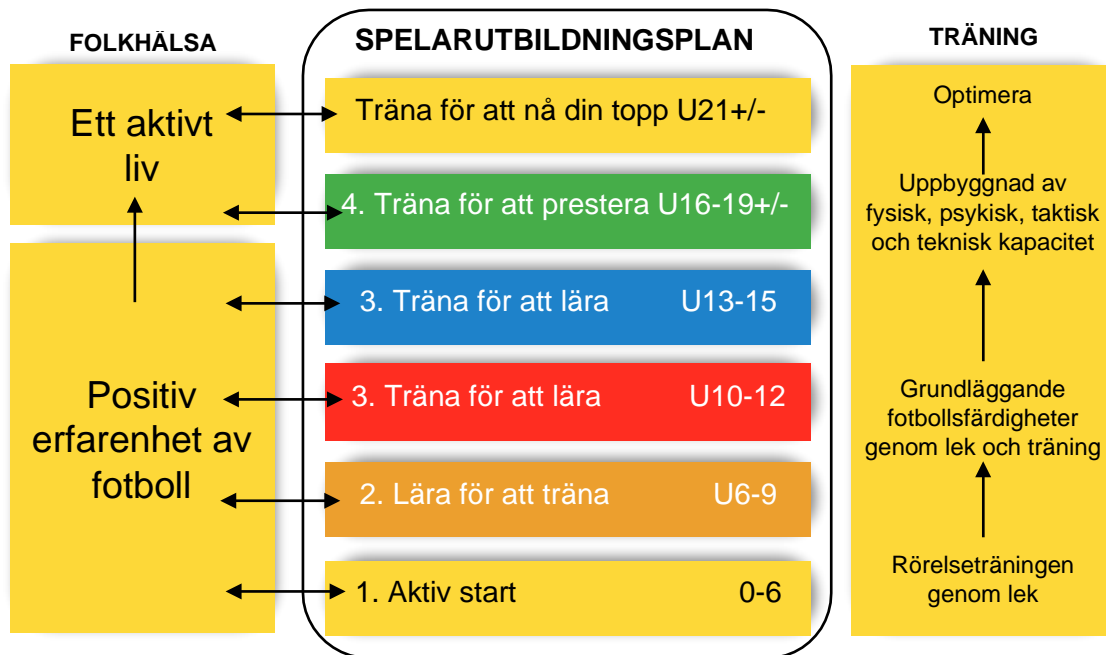 FOLKHÄLSA
Ett aktivt
liv
Positiv
erfarenhet av
fotboll
SPELARUTBILDNINGSPLAN
Träna för att nå din topp U21+/-
4. Träna för att prestera U16-19+/-
3. Träna för att lära U13-15
3. Träna för att lära U10-12
2. Lära för att träna U6-9
1. Aktiv start 0-6
TRÄNING
Optimera
Uppbyggnad av
fysisk, psykisk, taktisk
och teknisk kapacitet
Grundläggande
fotbollsfärdigheter
genom lek och träning
Rörelseträningen
genom lek